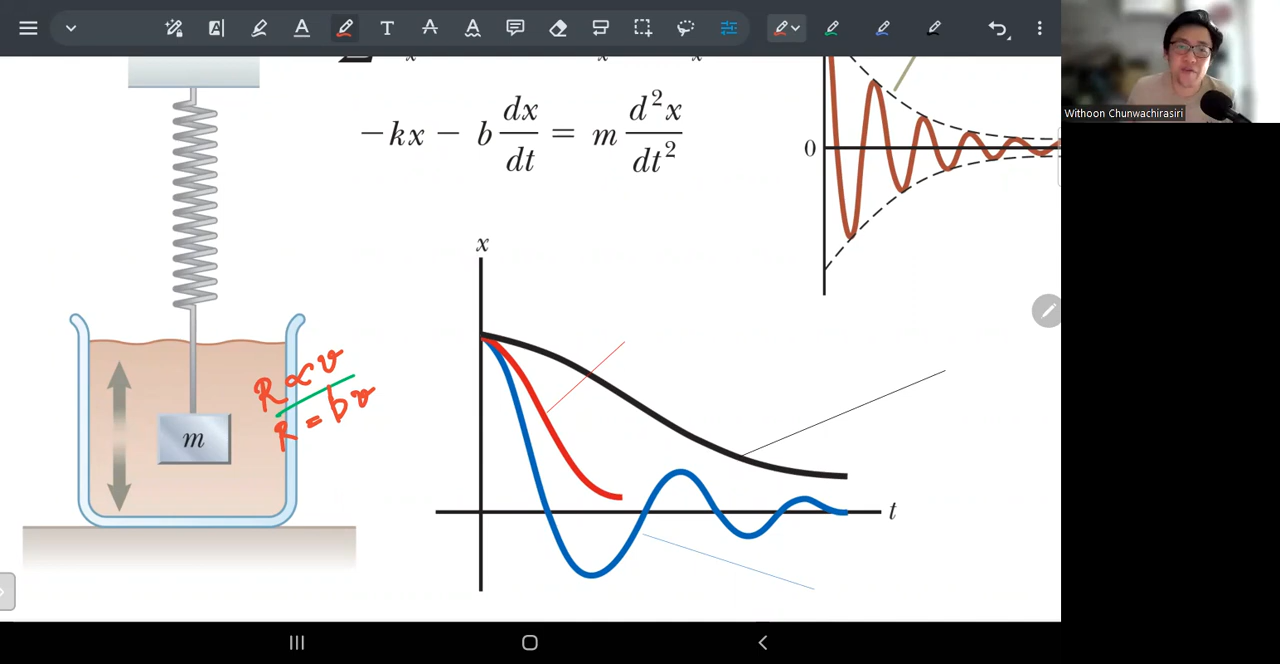 T A
Withoon Chunwachirasiri
x
x
x
−kx − b dx/dt = m d²x/dt²
0
x
R ∝ v
R = bv
m
t